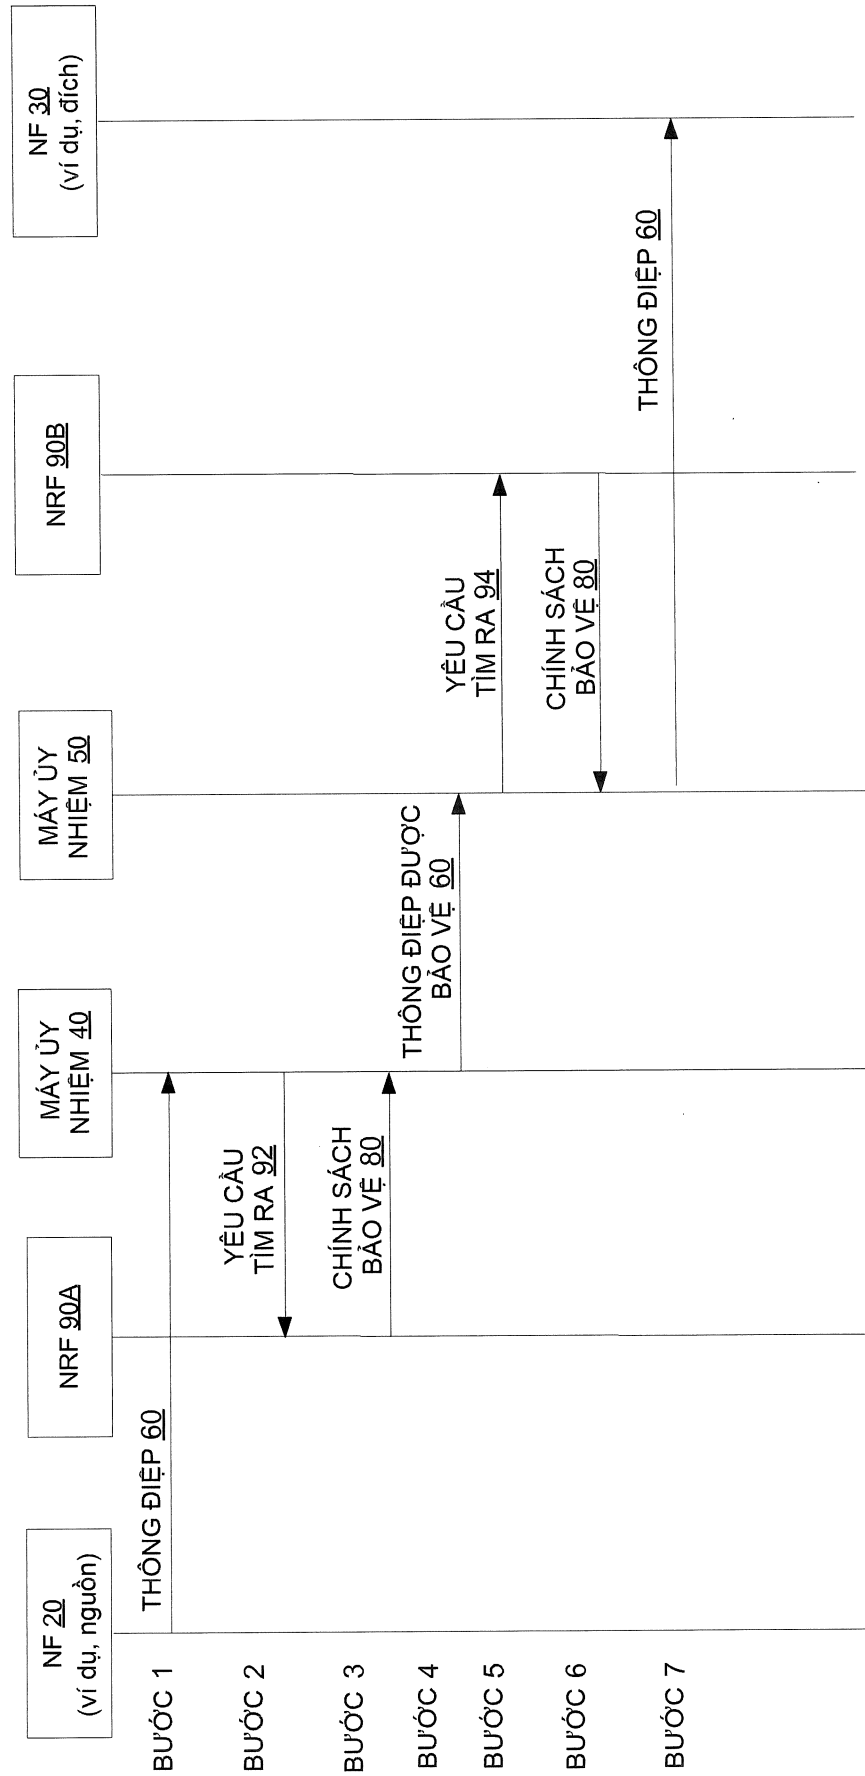 NF 20
(ví dụ, nguồn)
NRF 90A
MÁY ỦY
NHIỆM 40
MÁY ỦY
NHIỆM 50
NRF 90B
NF 30
(ví dụ, đích)
BƯỚC 1
THÔNG ĐIỆP 60
BƯỚC 2
YÊU CẦU
TÌM RA 92
BƯỚC 3
CHÍNH SÁCH
BẢO VỆ 80
BƯỚC 4
THÔNG ĐIỆP ĐƯỢC
BẢO VỆ 60
BƯỚC 5
YÊU CẦU
TÌM RA 94
BƯỚC 6
CHÍNH SÁCH
BẢO VỆ 80
BƯỚC 7
THÔNG ĐIỆP 60